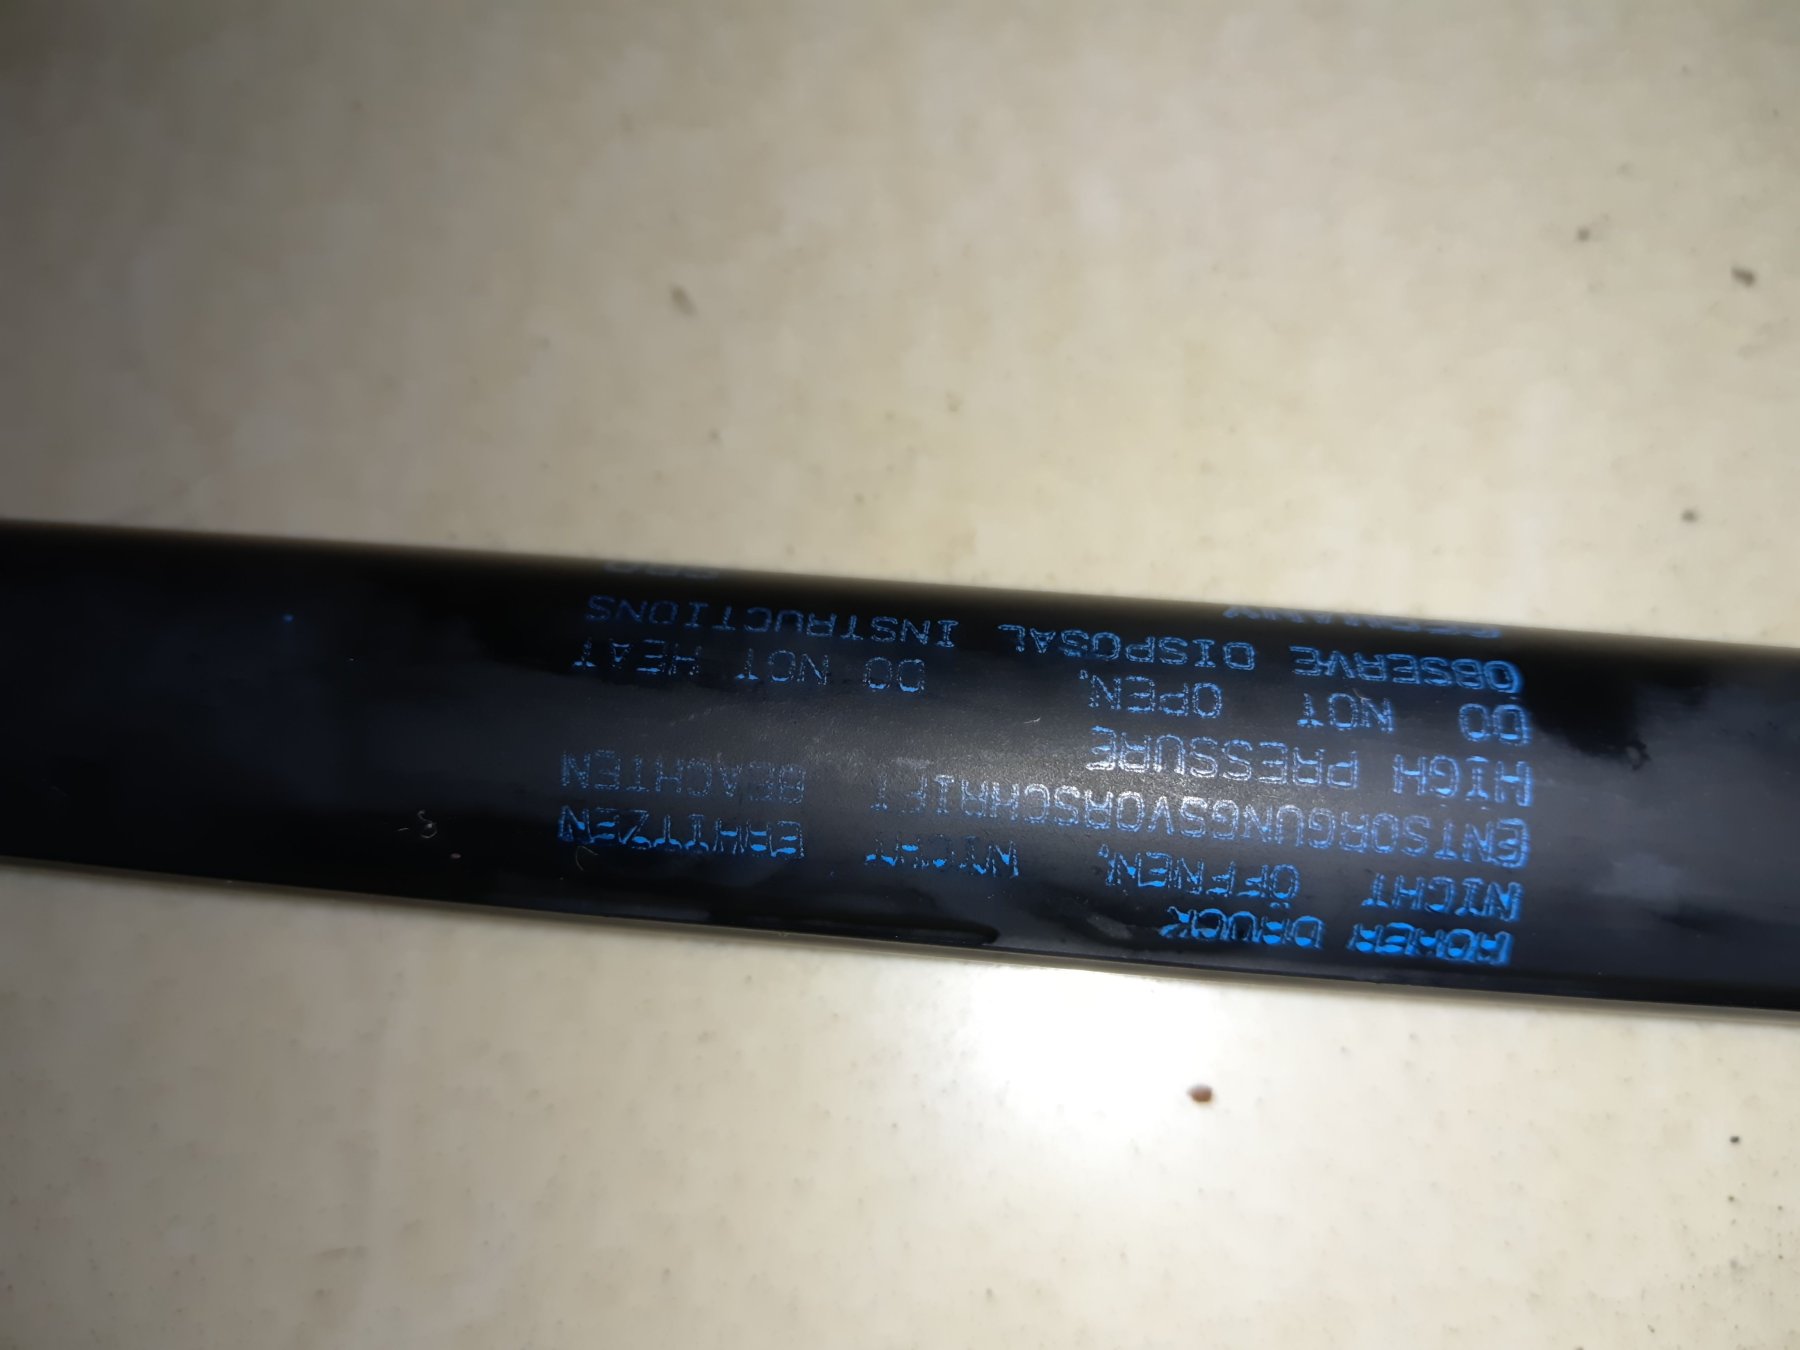 HOHER DRUCK
NICHT ÖFFNEN, NICHT ERHITZEN
ENTSORGUNGSVORSCHRIFT BEACHTEN
HIGH PRESSURE
DO NOT OPEN, DO NOT HEAT
OBSERVE DISPOSAL INSTRUCTIONS
GERMANY